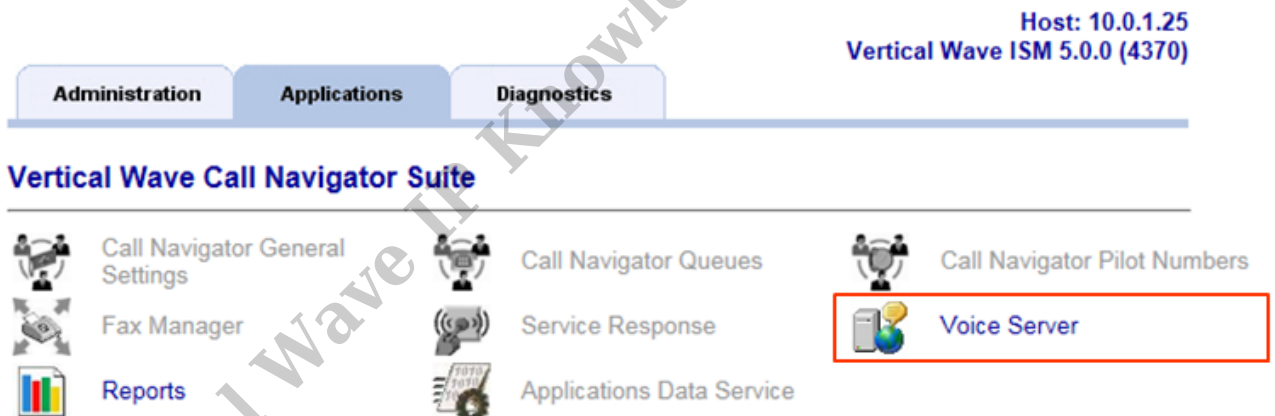 Host: 10.0.1.25
Vertical Wave ISM 5.0.0 (4370)
Administration
Applications
Diagnostics
Vertical Wave Call Navigator Suite
Call Navigator General
Settings
Call Navigator Queues
Call Navigator Pilot Numbers
Fax Manager
Service Response
Voice Server
Reports
Applications Data Service
Wave IP